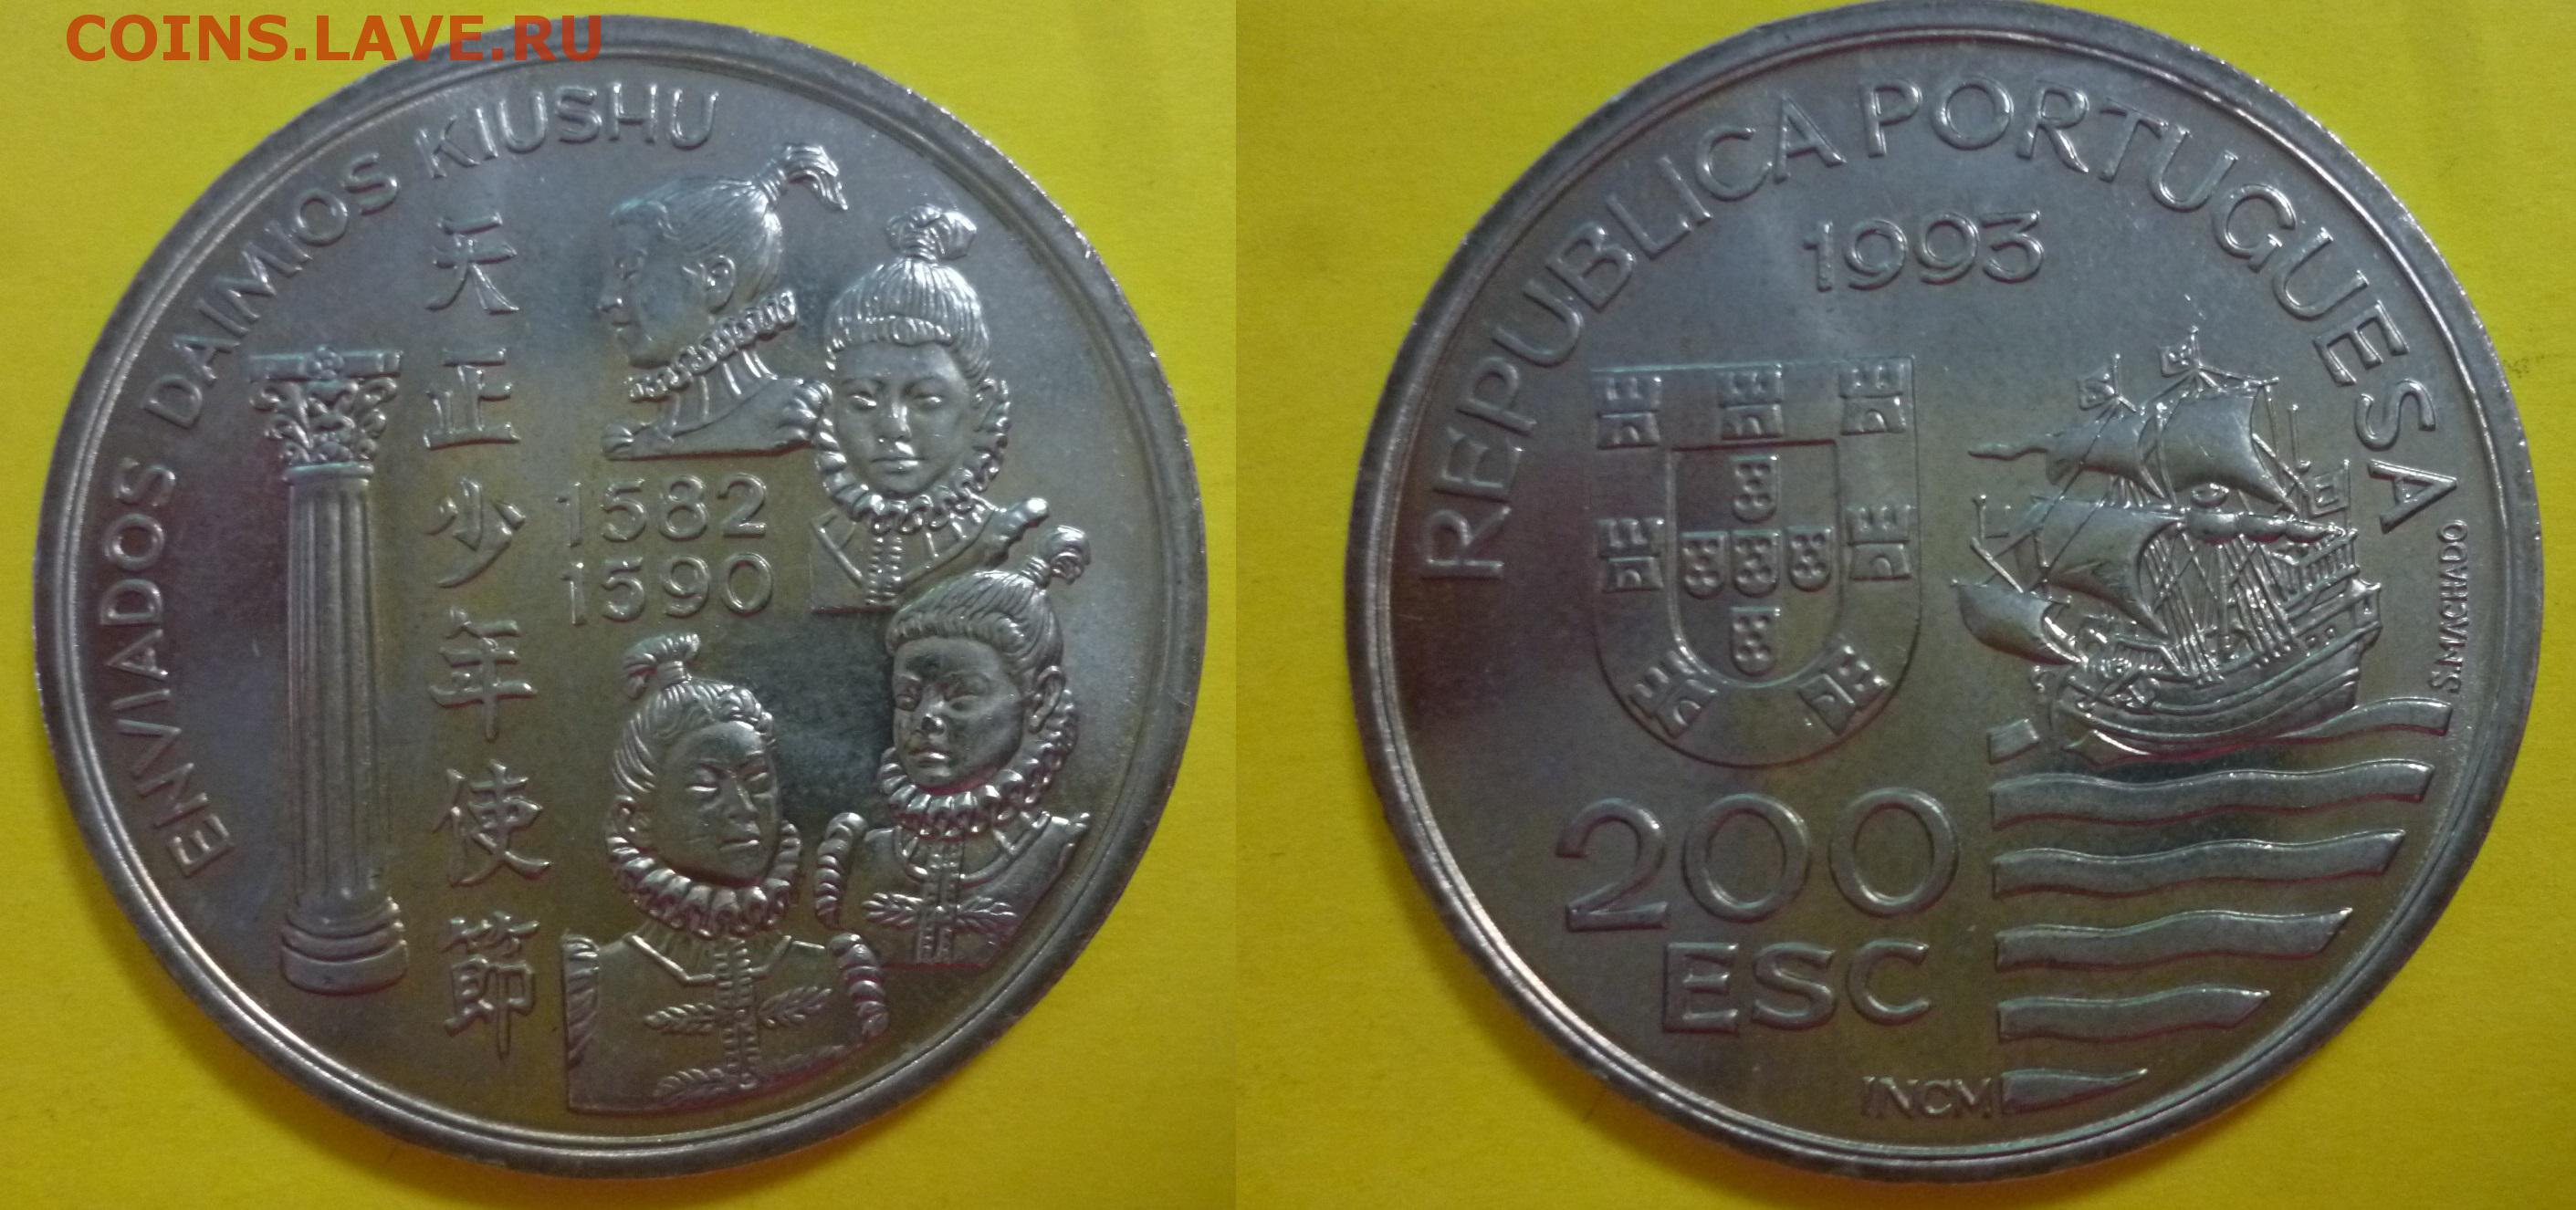 COINS.LAVE.RU
ENVIADOS DAIMIOS KIUSHU
天正少年使節
1582
1590
REPUBLICA PORTUGUESA
1993
S.MACHADO
200
ESC
INCM